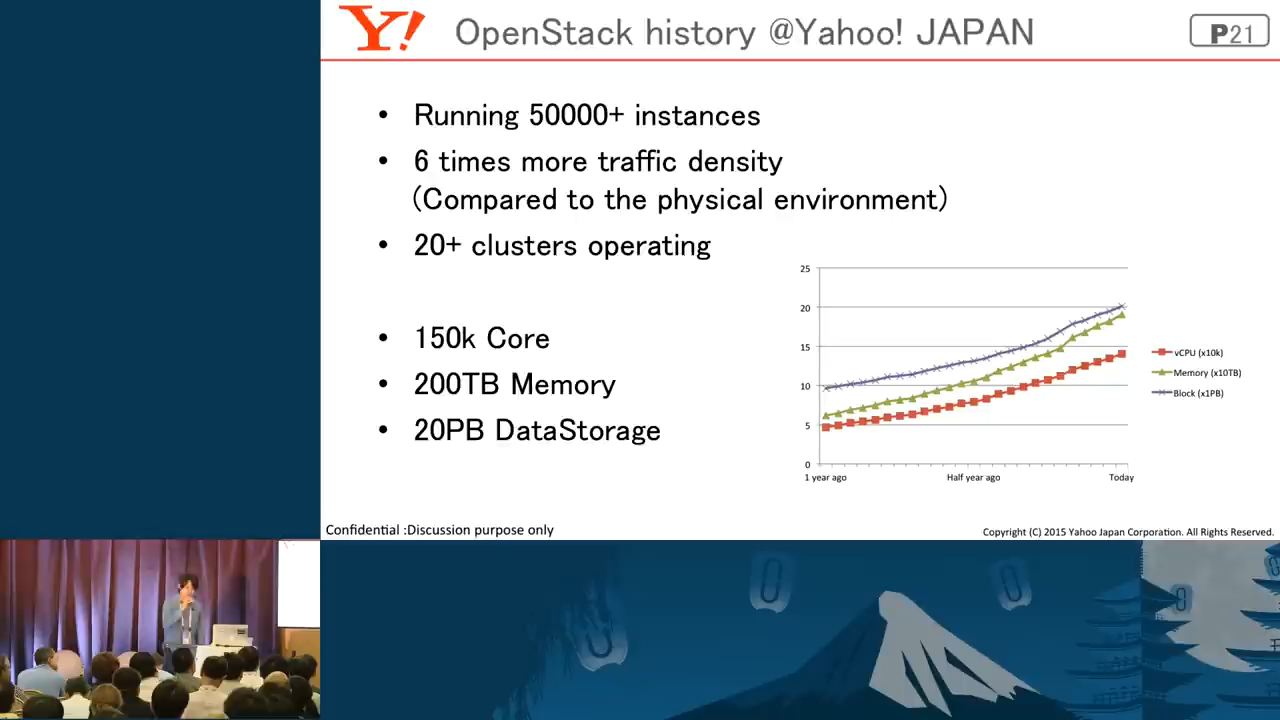 Y! OpenStack history @Yahoo! JAPAN P21
• Running 50000+ instances
• 6 times more traffic density
(Compared to the physical environment)
• 20+ clusters operating
• 150k Core
• 200TB Memory
• 20PB DataStorage
25
20
15
10
5
0
1 year ago Half year ago Today
vCPU (x10k)
Memory (x10TB)
Block (x1PB)
Confidential :Discussion purpose only
Copyright (C) 2015 Yahoo Japan Corporation. All Rights Reserved.